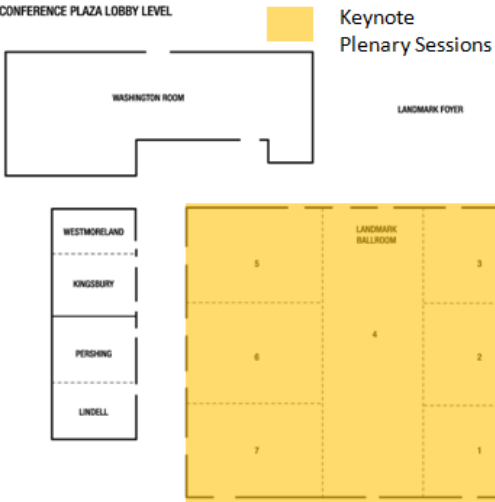 CONFERENCE PLAZA LOBBY LEVEL
Keynote
Plenary Sessions
WASHINGTON ROOM
LANDMARK FOYER
WESTMORELAND
KINGSBURY
PERSHING
LINDELL
LANDMARK
BALLROOM
5
3
4
6
2
7
1